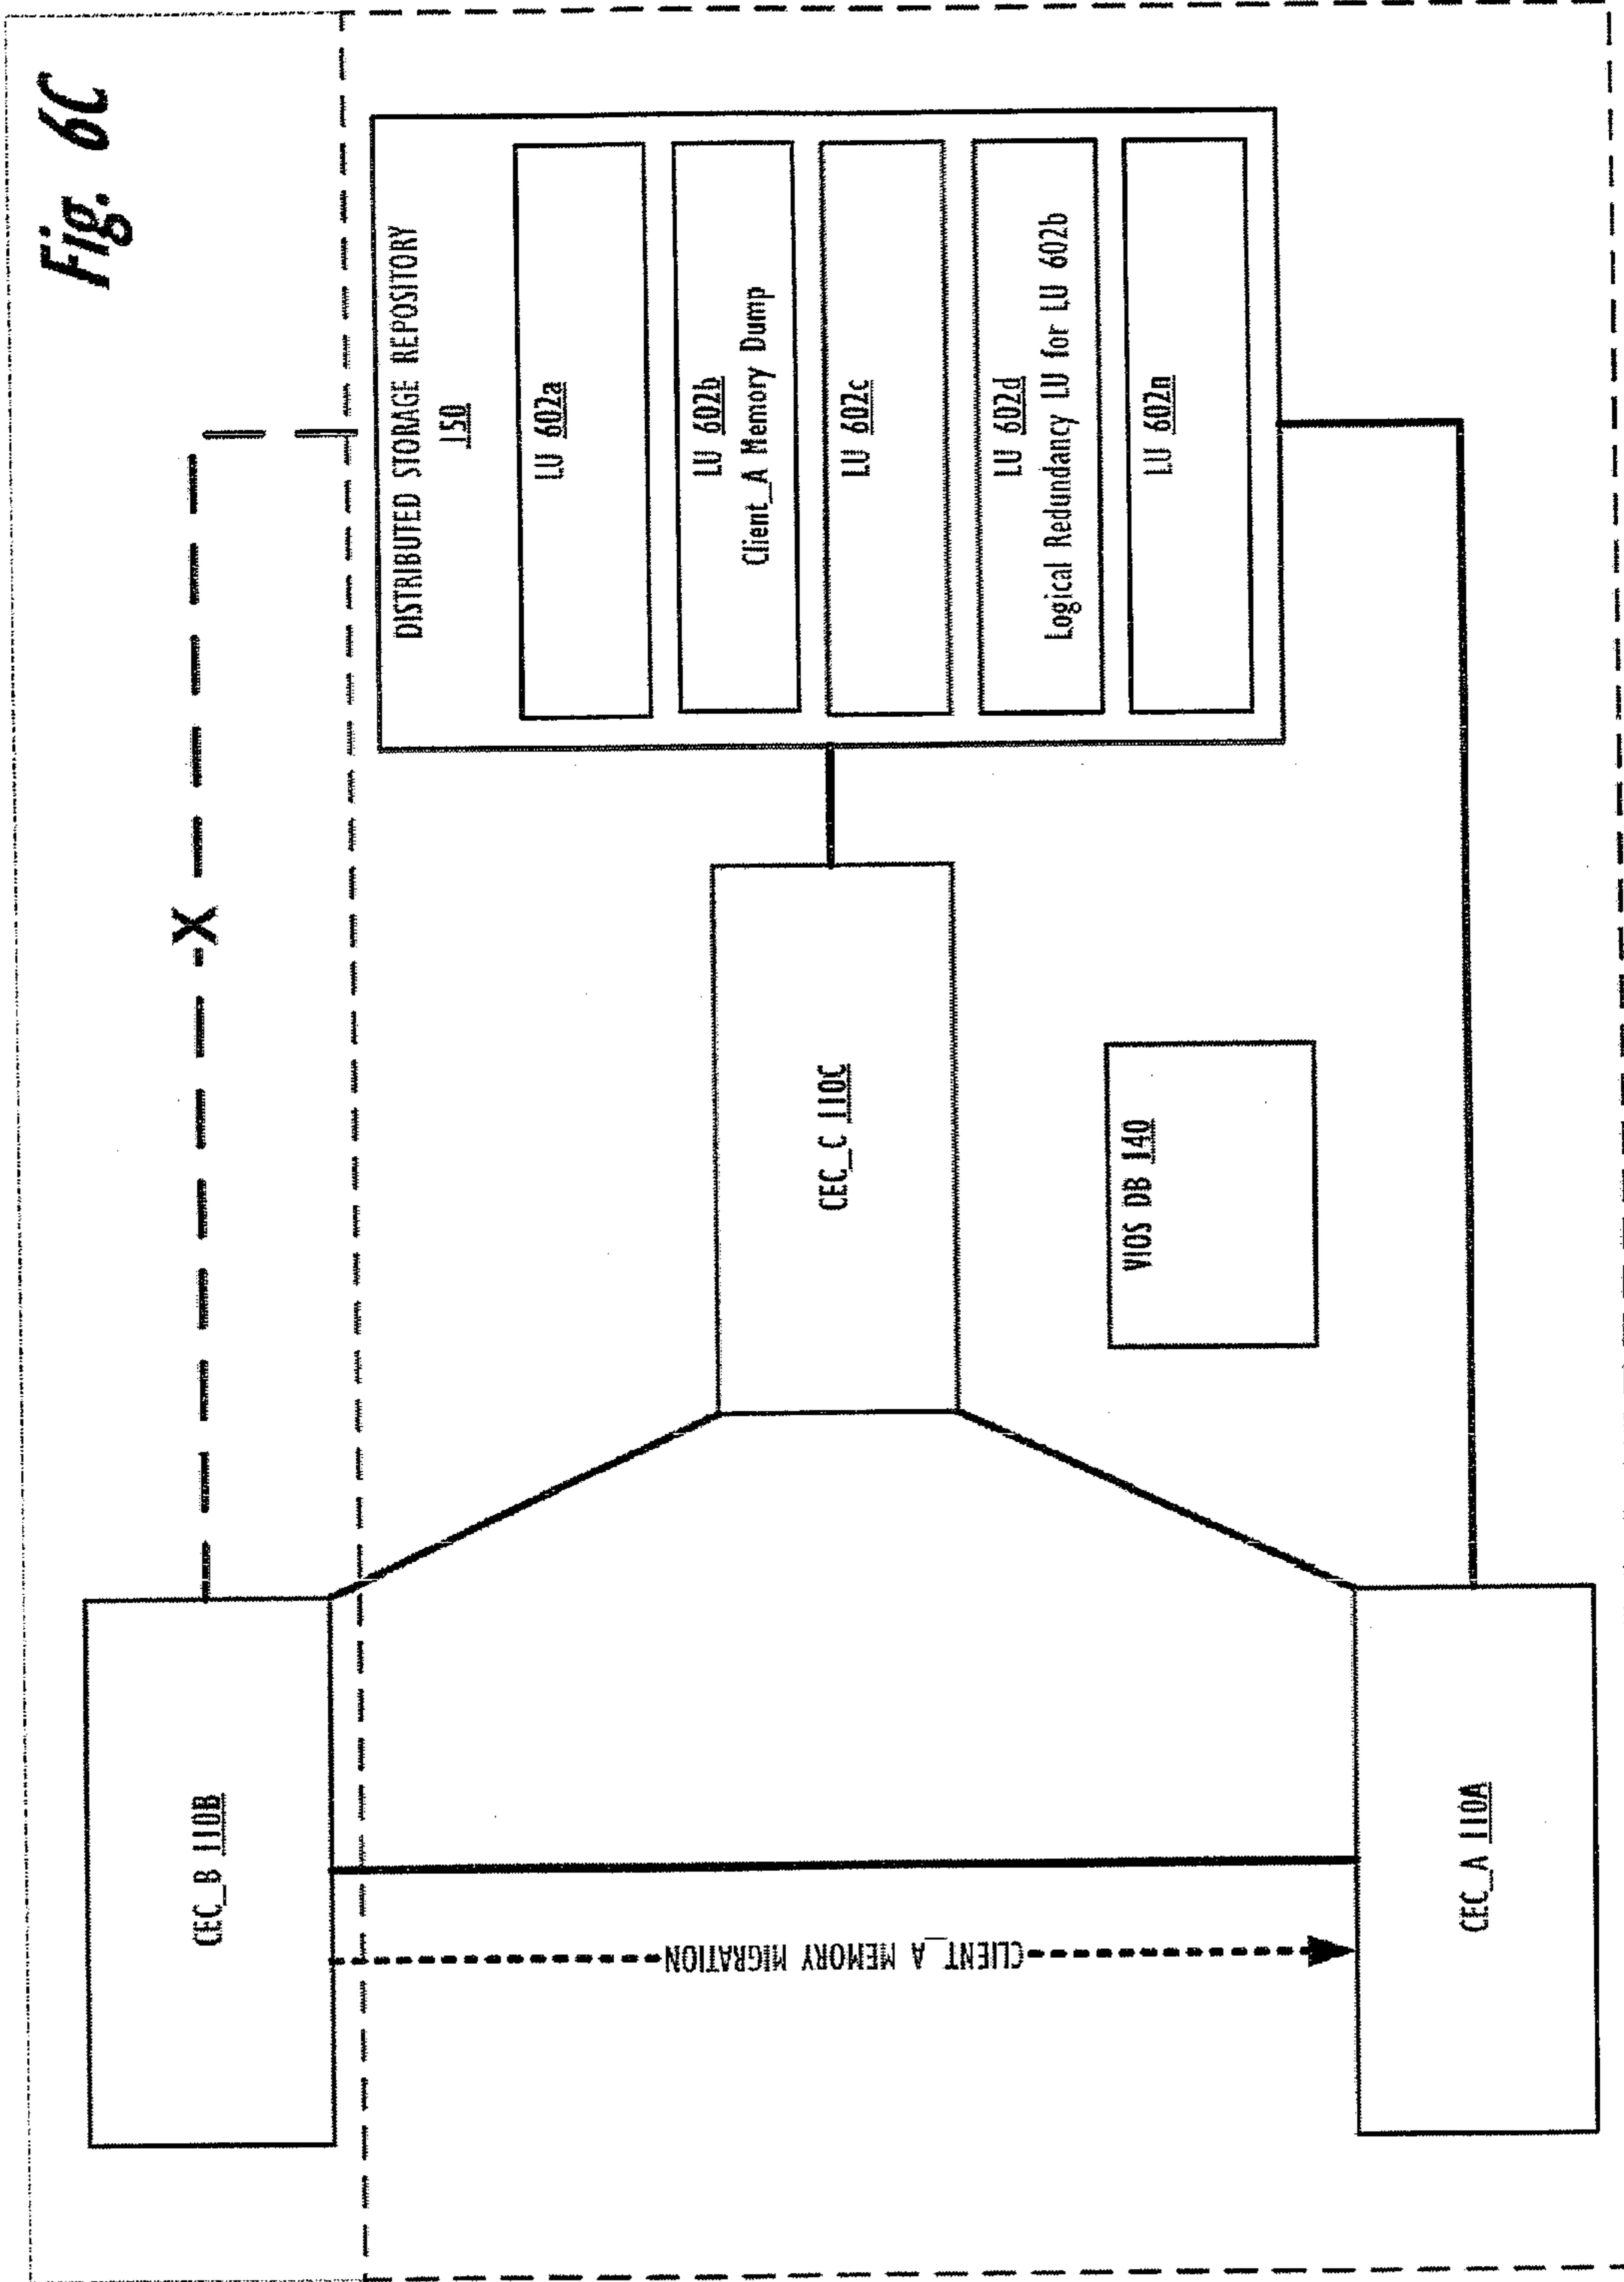 Fig. 6C
DISTRIBUTED STORAGE REPOSITORY
150
LU 602a
LU 602b
Client_A Memory Dump
LU 602c
LU 602d
Logical Redundancy LU for LU 602b
LU 602n
X
CEC_C 110C
VIOS DB 140
CEC_B 110B
CLIENT_A MEMORY MIGRATION
CEC_A 110A